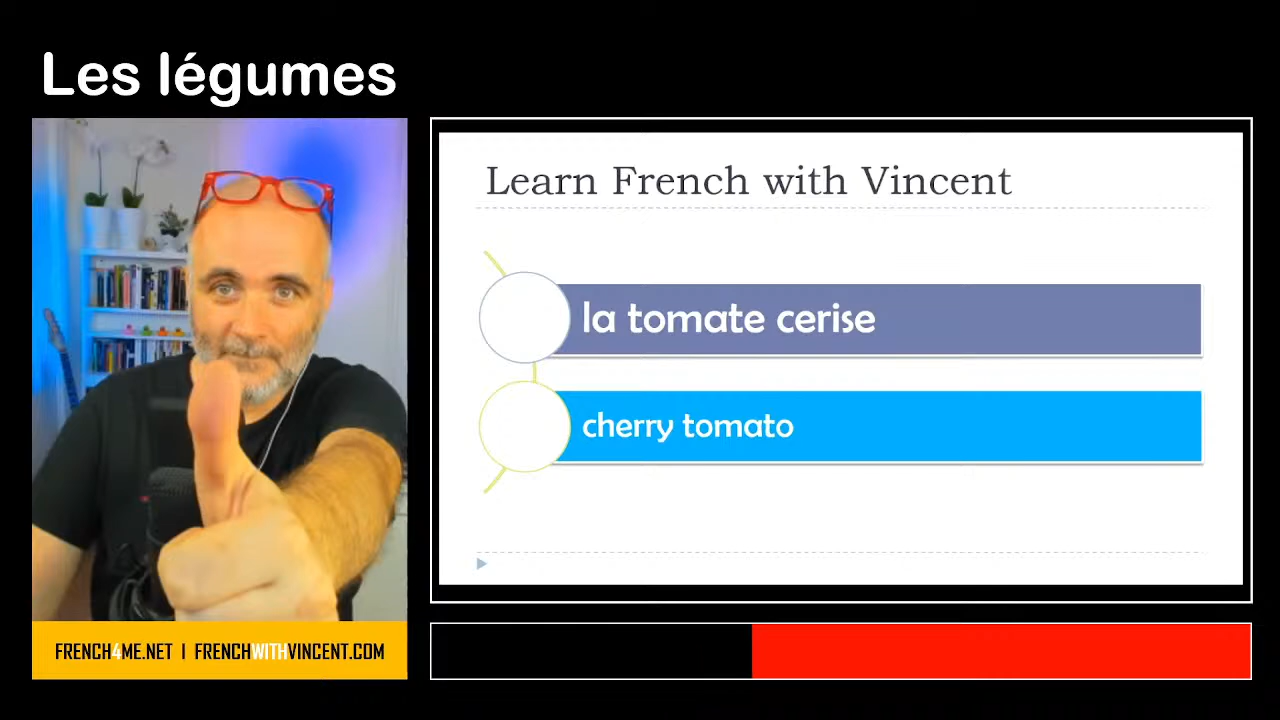 Les légumes
Learn French with Vincent
la tomate cerise
cherry tomato
FRENCH4ME.NET I FRENCHWITHVINCENT.COM